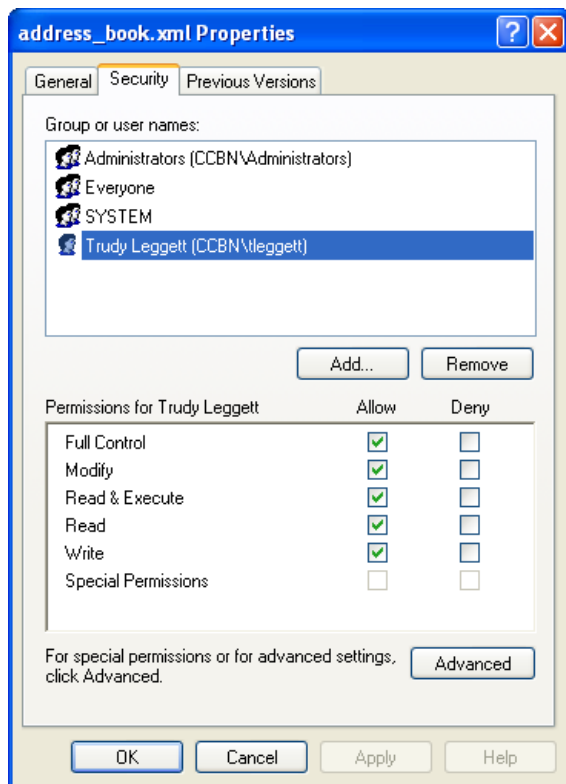 address_book.xml Properties
General Security Previous Versions
Group or user names:
Administrators (CCBN\Administrators)
Everyone
SYSTEM
Trudy Leggett (CCBN\tleggett)
Add... Remove
Permissions for Trudy Leggett Allow Deny
Full Control
Modify
Read & Execute
Read
Write
Special Permissions
For special permissions or for advanced settings,
click Advanced.
Advanced
OK Cancel Apply Help